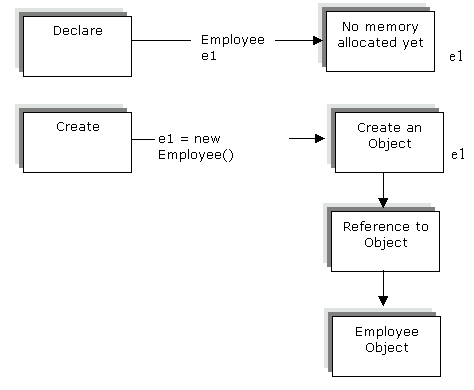 Declare
Employee
e1
No memory
allocated yet
e1
Create
e1 = new
Employee()
Create an
Object
e1
Reference to
Object
Employee
Object